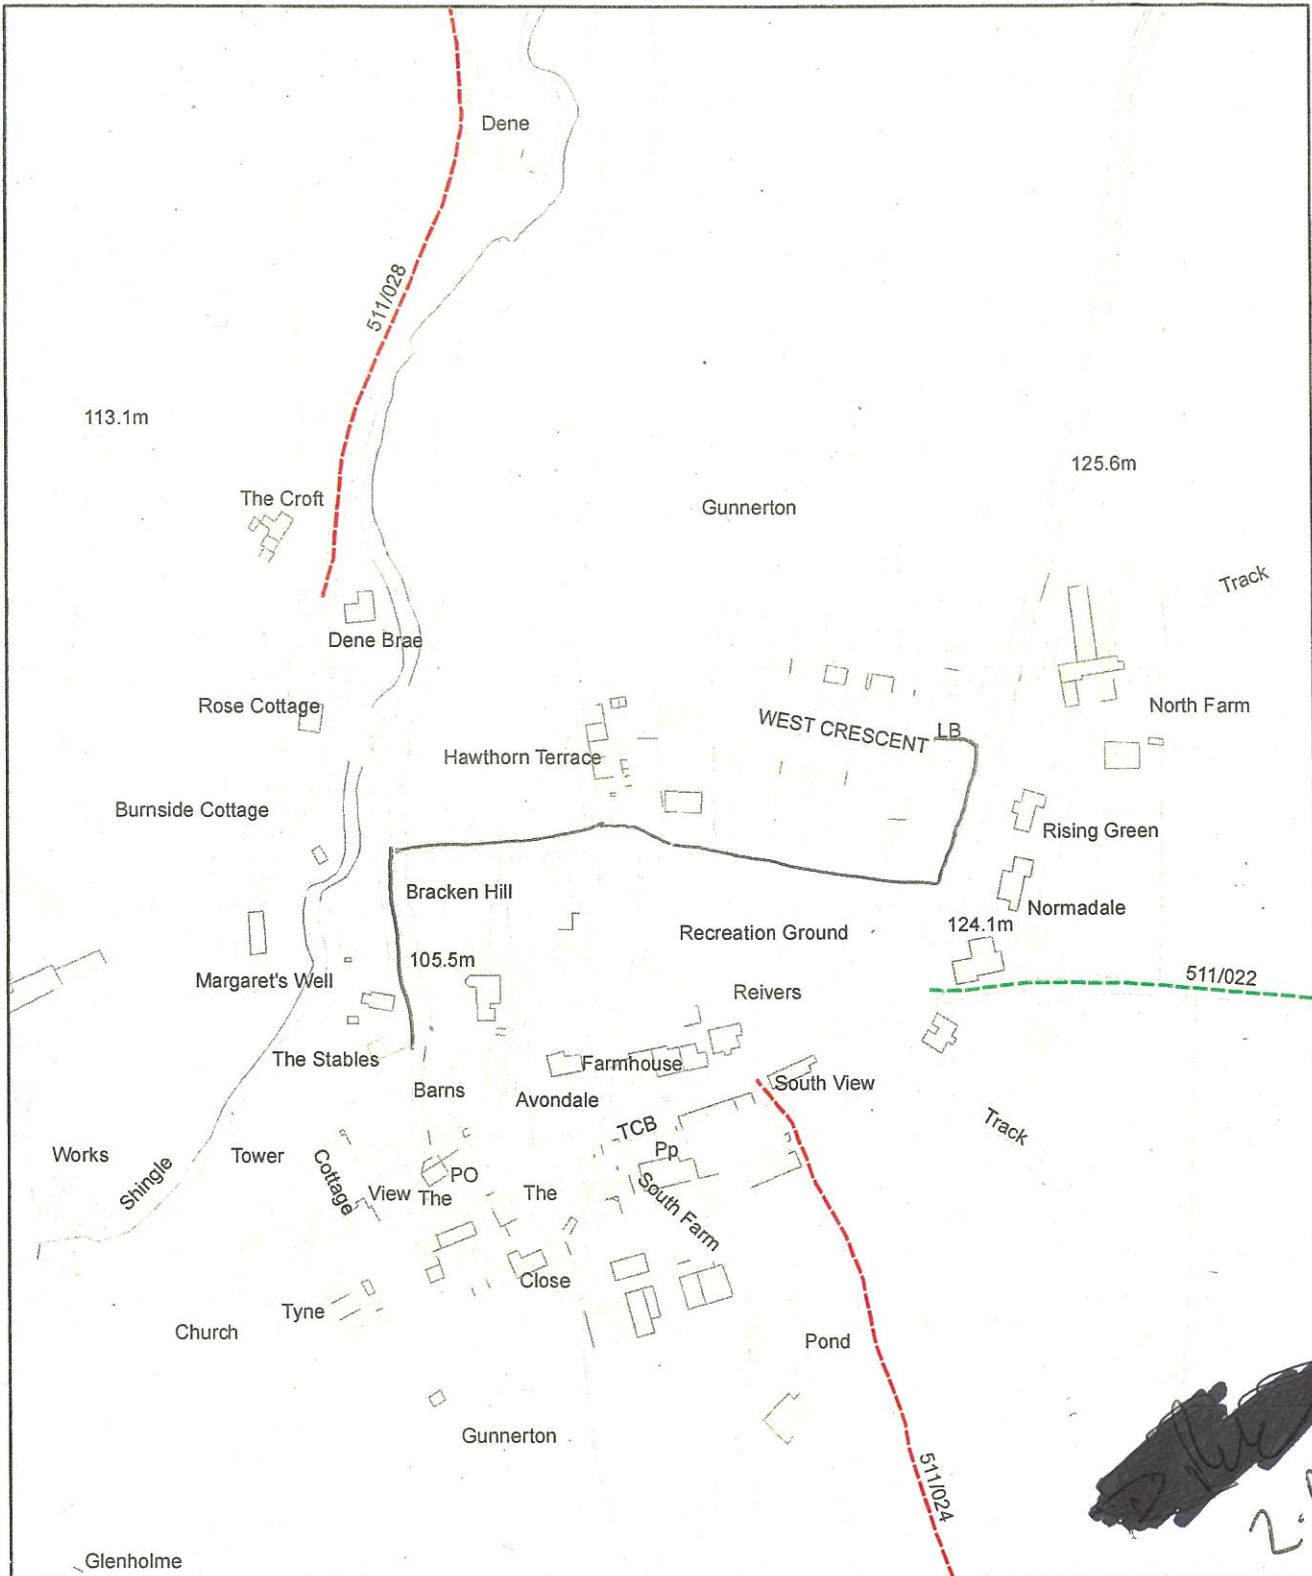 Dene
511/028
113.1m
125.6m
The Croft
Gunnerton
Track
Dene Brae
Rose Cottage
North Farm
WEST CRESCENT
LB
Hawthorn Terrace
Burnside Cottage
Rising Green
Bracken Hill
Normadale
124.1m
Recreation Ground
105.5m
Margaret's Well
511/022
Reivers
The Stables
Farmhouse
South View
Barns
Avondale
TCB
Track
Works
Shingle
Tower
Cottage
PO
Pp
View The
The
South Farm
Close
Tyne
Church
Pond
Gunnerton
511/024
Glenholme